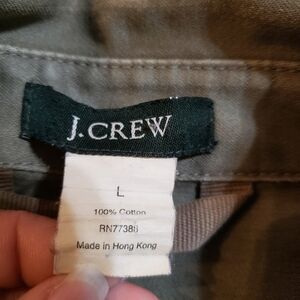 J.CREW
L
100% Cotton
RN77388
Made in Hong Kong